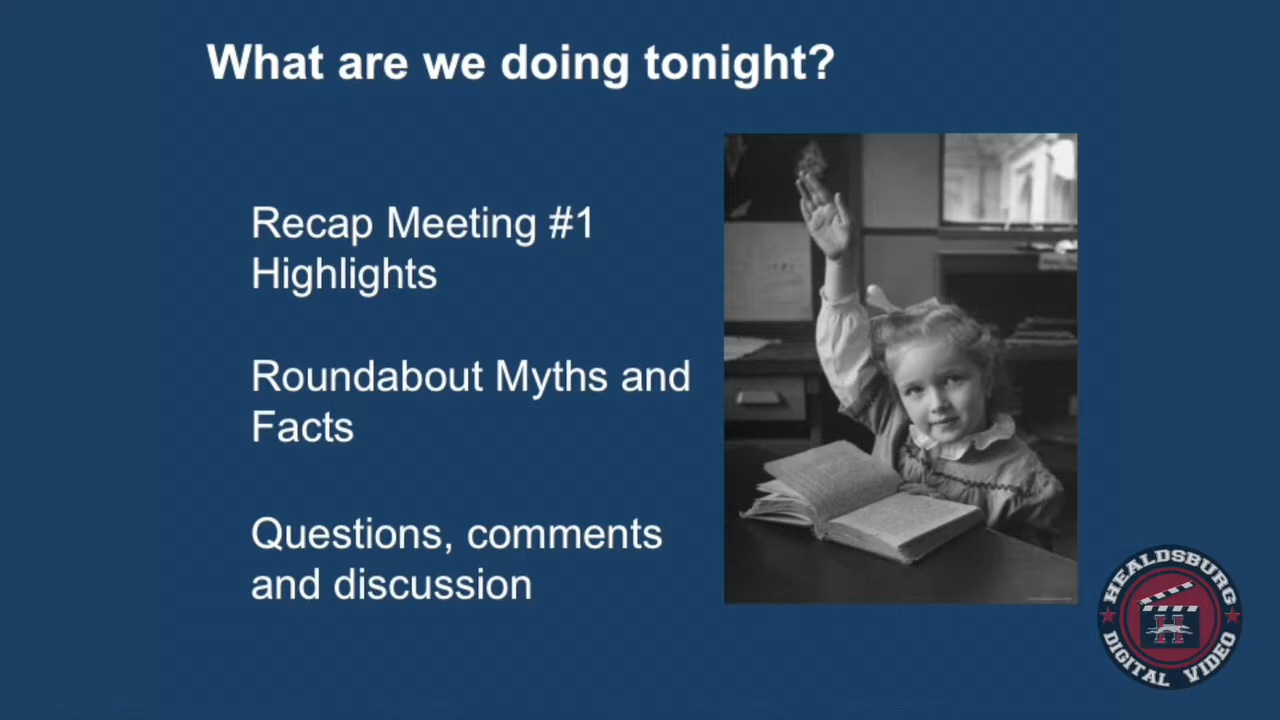 What are we doing tonight?
Recap Meeting #1
Highlights
Roundabout Myths and
Facts
Questions, comments
and discussion
HEALDSBURG
H
DIGITAL VIDEO